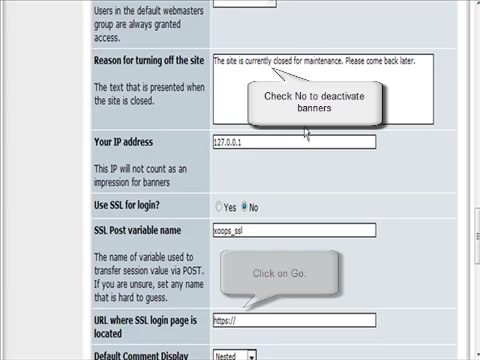 Users in the default webmasters
group are always granted
access.
Reason for turning off the site
The site is currently closed for maintenance. Please come back later.
The text that is presented when
the site is closed.
Check No to deactivate
banners
Your IP address
127.0.0.1
This IP will not count as an
impression for banners
Use SSL for login?
Yes No
SSL Post variable name
xoops_ssl
The name of variable used to
transfer session value via POST.
If you are unsure, set any name
that is hard to guess.
Click on Go.
URL where SSL login page is
located
https://
Default Comment Display
Nested